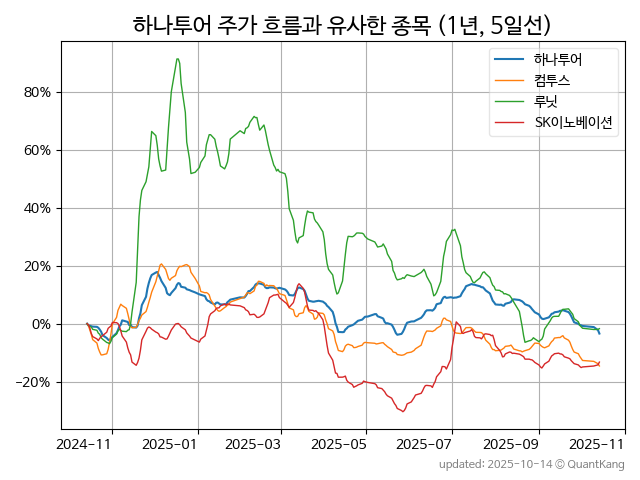 하나투어 주가 흐름과 유사한 종목 (1년, 5일선)
하나투어
컴투스
루닛
SK이노베이션
80%
60%
40%
20%
0%
−20%
2024-11
2025-01
2025-03
2025-05
2025-07
2025-09
2025-11
updated: 2025-10-14 © QuantKang